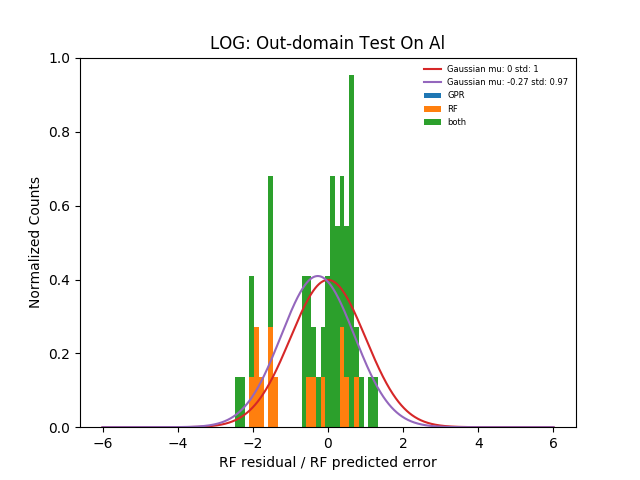 LOG: Out-domain Test On Al
Gaussian mu: 0 std: 1
Gaussian mu: -0.27 std: 0.97
GPR
RF
both
Normalized Counts
1.0
0.8
0.6
0.4
0.2
0.0
−6 −4 −2 0 2 4 6
RF residual / RF predicted error